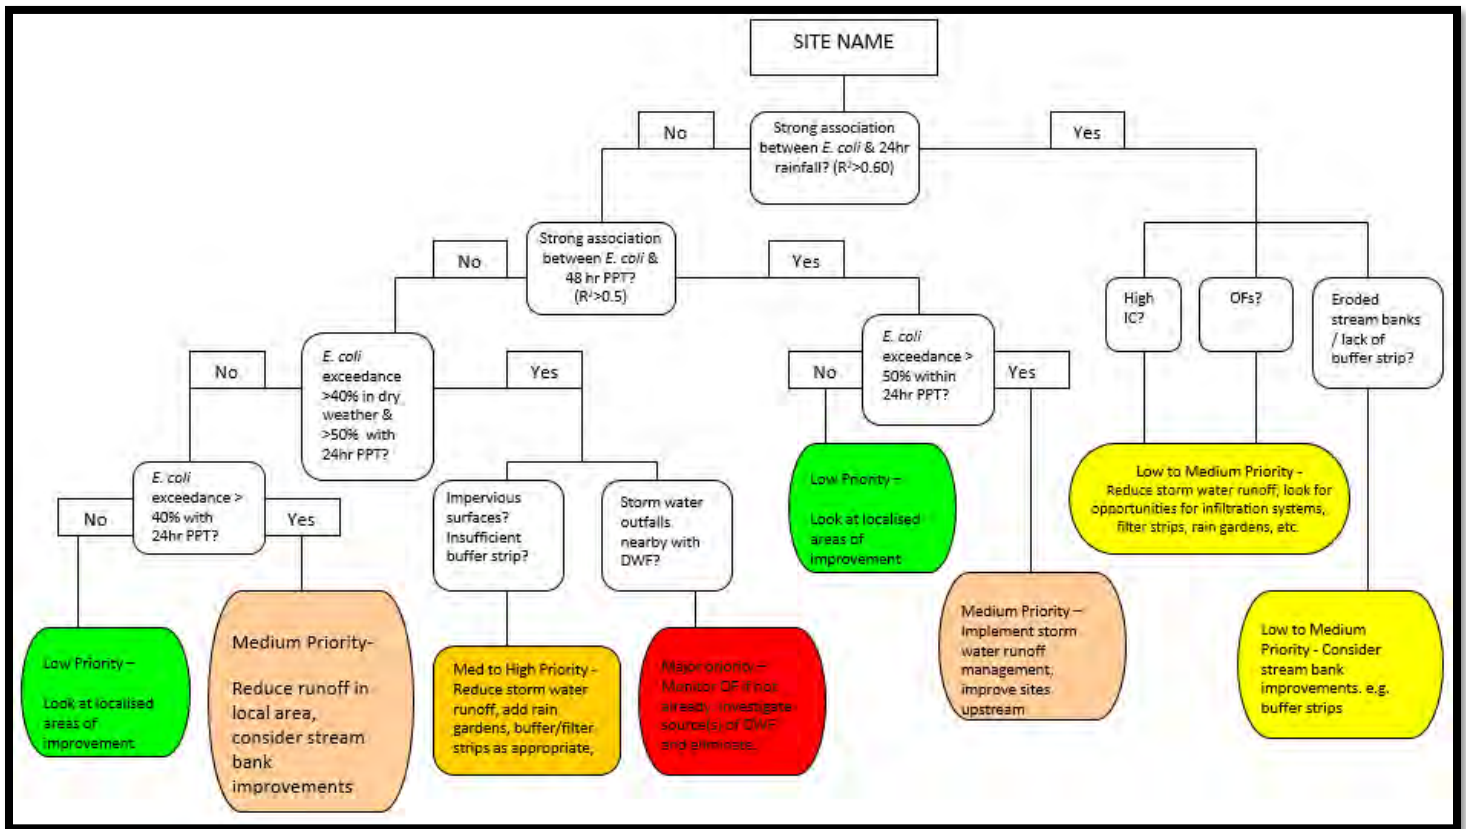 SITE NAME
No
Strong association
between E. coli & 24hr
rainfall? (R²>0.60)
Yes
No
Strong association
between E. coli &
48 hr PPT?
(R²>0.5)
Yes
High
IC?
OFs?
Eroded
stream banks
/ lack of
buffer strip?
No
E. coli
exceedance
>40% in dry
weather &
>50% with
24hr PPT?
Yes
No
E. coli
exceedance >
50% within
24hr PPT?
Yes
No
E. coli
exceedance >
40% with
24hr PPT?
Yes
Impervious
surfaces?
Insufficient
buffer strip?
Storm water
outfalls
nearby with
DWF?
Low Priority –
Look at localised
areas of
improvement
Low to Medium Priority -
Reduce storm water runoff, look for
opportunities for infiltration systems,
filter strips, rain gardens, etc.
Low Priority –
Look at localised
areas of
improvement
Medium Priority-
Reduce runoff in
local area,
consider stream
bank
improvements
Med to High Priority -
Reduce storm water
runoff, add rain
gardens, buffer/filter
strips as appropriate,
Major priority –
Monitor OF if not
already. Investigate
source(s) of DWF
and eliminate.
Medium Priority –
Implement storm
water runoff
management,
improve sites
upstream
Low to Medium
Priority - Consider
stream bank
improvements. e.g.
buffer strips